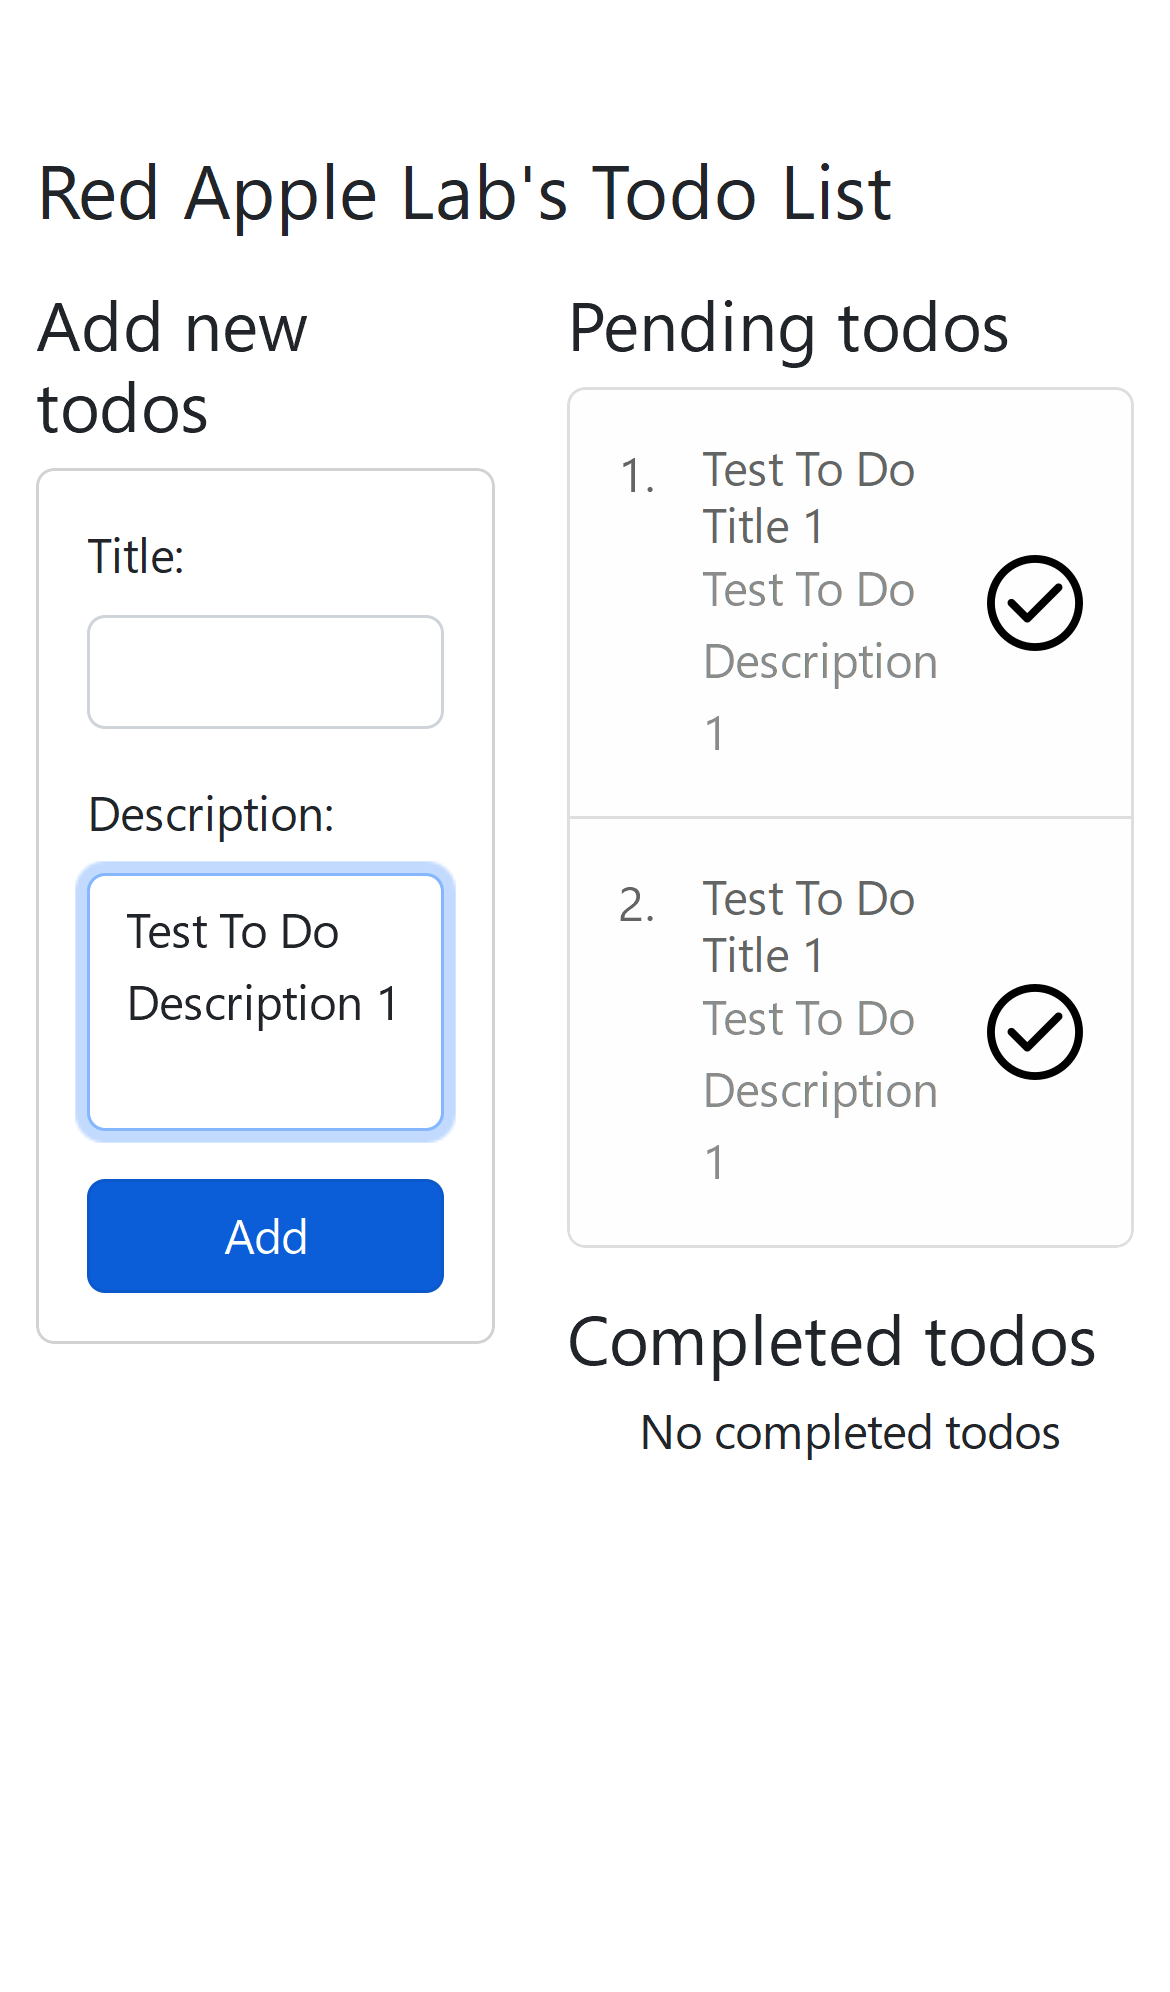 Red Apple Lab's Todo List
Add new
todos
Title:
Description:
Test To Do
Description 1
Add
Pending todos
1.
Test To Do
Title 1
Test To Do
Description
1
2.
Test To Do
Title 1
Test To Do
Description
1
Completed todos
No completed todos